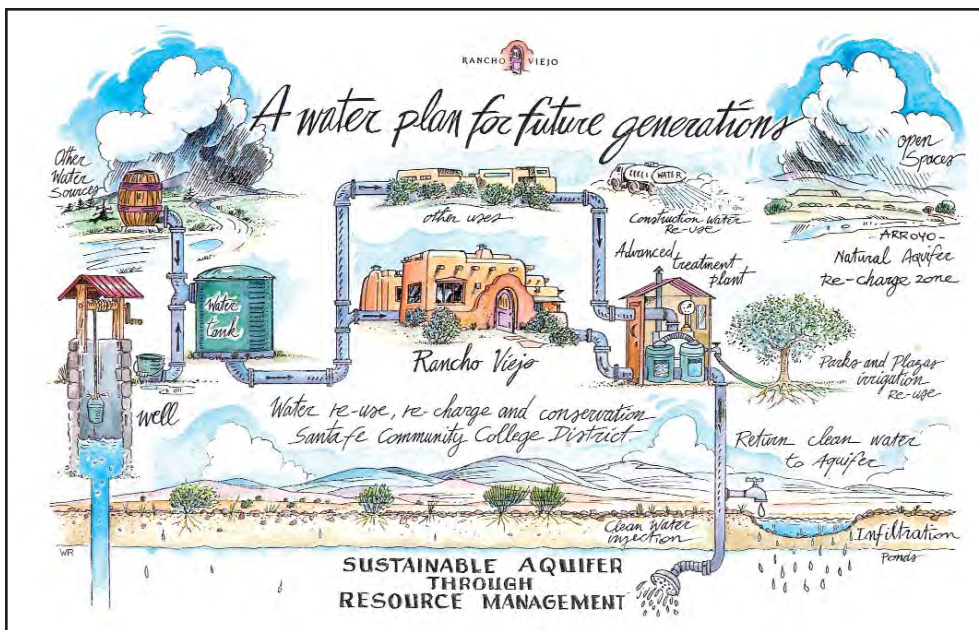 RANCHO VIEJO
A water plan for future generations
Other
Water
Sources
open
Spaces
other uses
WATER
Construction Water
Re-use
ARROYO-
Natural Aquifer
Re-charge zone
Advanced
treatment
plant
Water
tank
Rancho Viejo
Parks and Plazas
irrigation
Re-use
well
Water re-use, re-charge and conservation
Santa fe Community College District.
Return clean water
to Aquifer
Clean Water
injection
Infiltration
Ponds
WR
SUSTAINABLE AQUIFER
THROUGH
RESOURCE MANAGEMENT